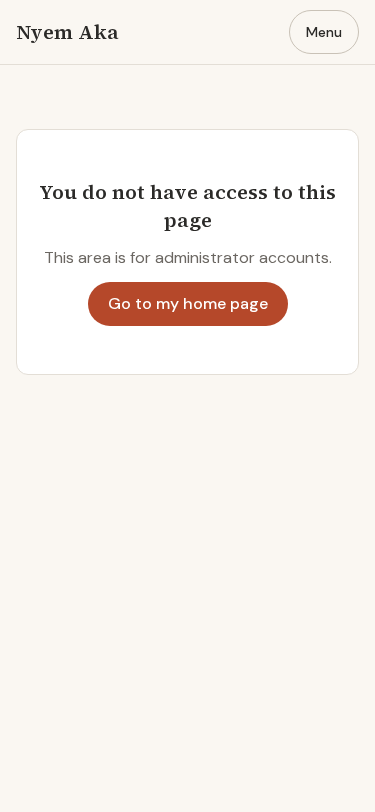 Nyem Aka
Menu
You do not have access to this
page
This area is for administrator accounts.
Go to my home page